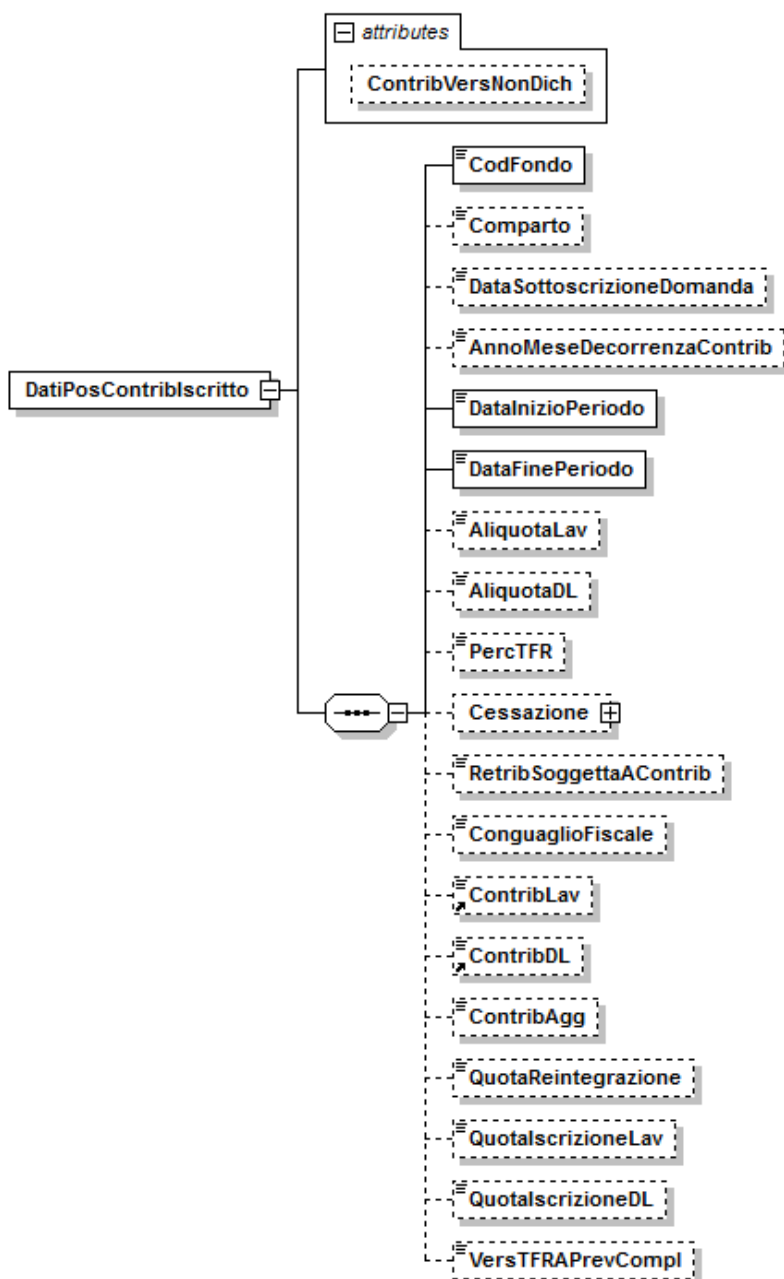 attributes
ContribVersNonDich
CodFondo
Comparto
DataSottoscrizioneDomanda
AnnoMeseDecorrenzaContrib
DatiPosContribIscritto
DataInizioPeriodo
DataFinePeriodo
AliquotaLav
AliquotaDL
PercTFR
Cessazione
RetribSoggettaAContrib
ConguaglioFiscale
ContribLav
ContribDL
ContribAgg
QuotaReintegrazione
QuotaIscrizioneLav
QuotaIscrizioneDL
VersTFRAPrevCompl